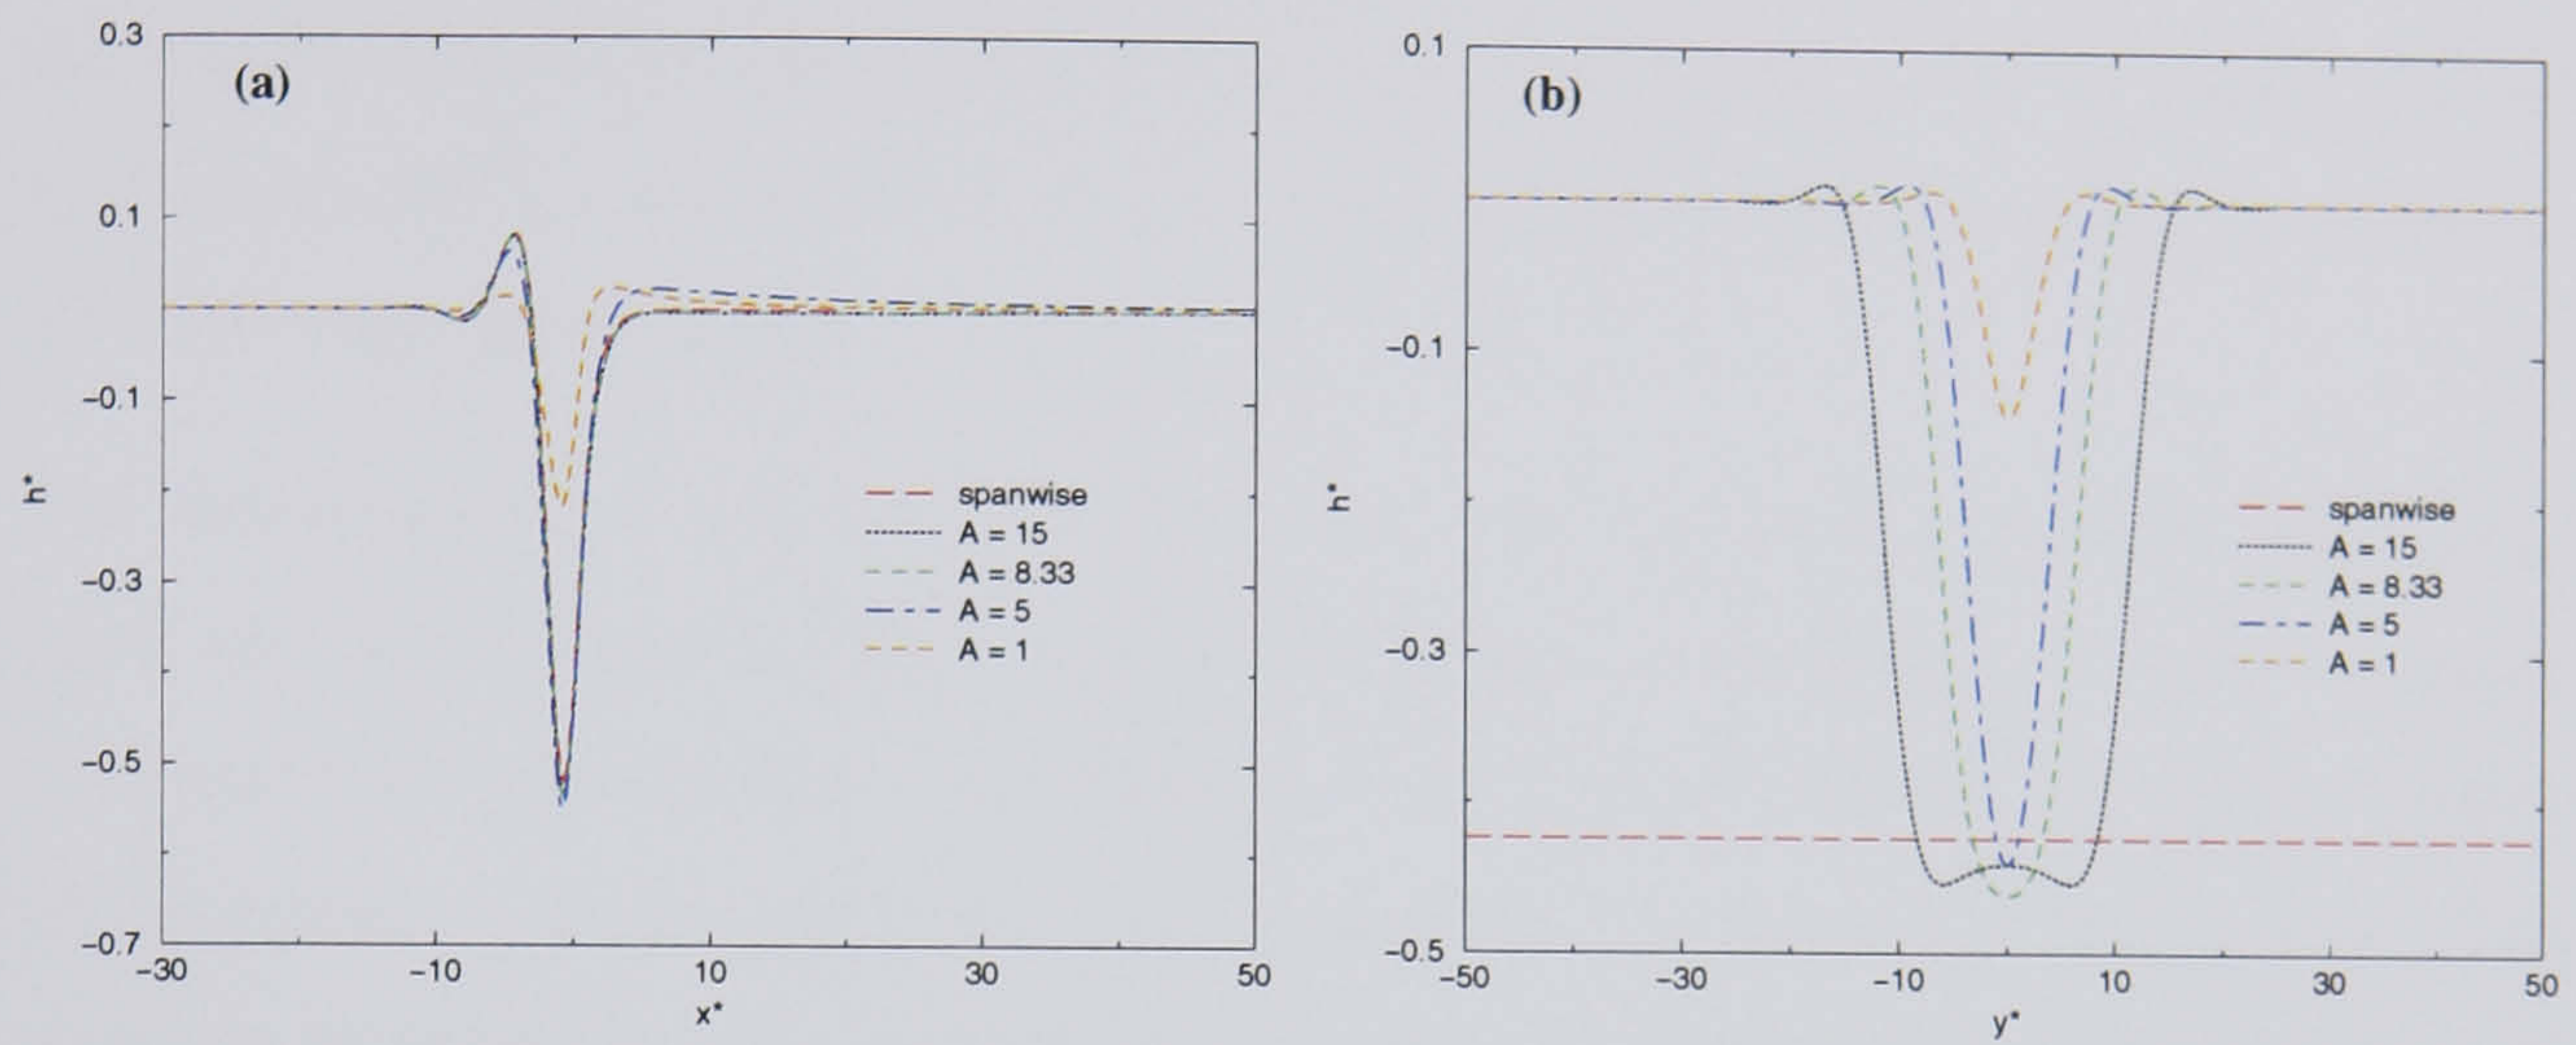 (a)
0.3
0.1
−0.1
−0.3
−0.5
−0.7
h*
−30
−10
10
30
50
x*
spanwise
A = 15
A = 8.33
A = 5
A = 1
(b)
0.1
−0.1
−0.3
−0.5
h*
−50
−30
−10
10
30
50
y*
spanwise
A = 15
A = 8.33
A = 5
A = 1